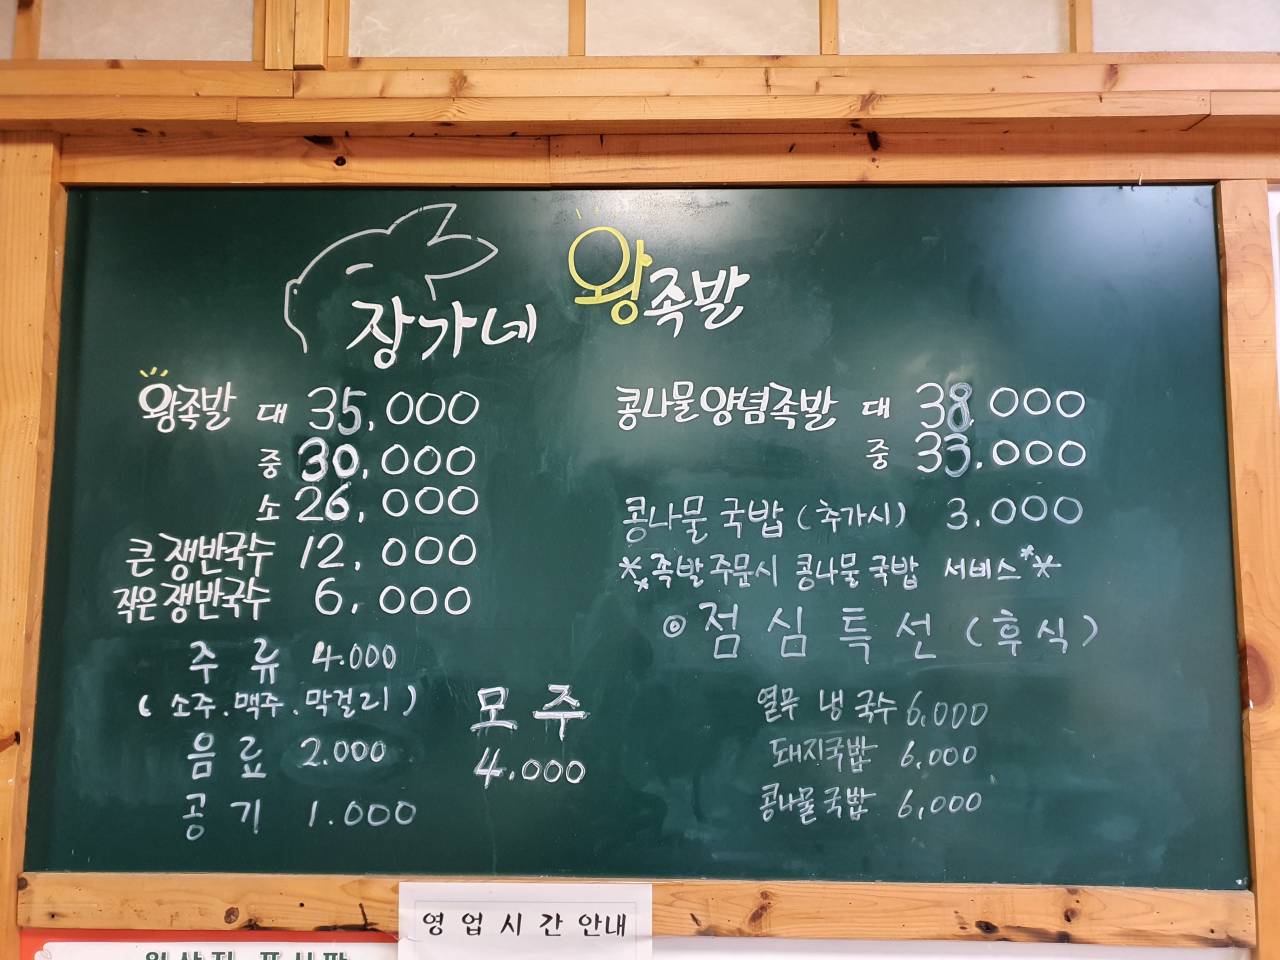 장가네 왕족발
왕족발 대 35,000
중 30,000
소 26,000
큰 쟁반국수 12,000
작은 쟁반국수 6,000
주류 4.000
(소주.맥주.막걸리)
음료 2.000
공기 1.000
모주
4.000
콩나물양념족발 대 38,000
중 33.000
콩나물국밥(추가시) 3.000
**족발주문시 콩나물국밥 서비스**
◎점심특선(후식)
열무 냉국수 6,000
돼지국밥 6,000
콩나물국밥 6,000
영업시간안내
원산지 표시판